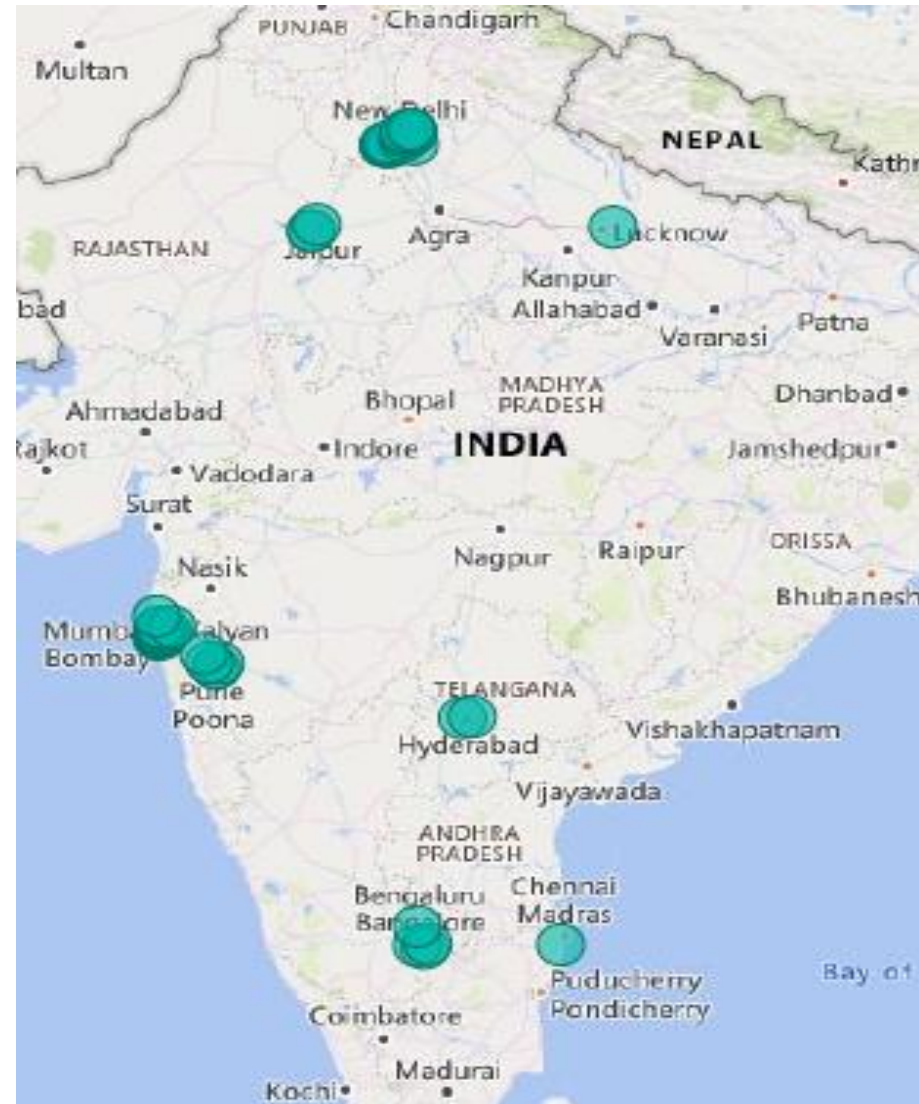 PUNJAB
Chandigarh
Multan
New Delhi
NEPAL
Kathr
RAJASTHAN
Jaipur
Agra
Lucknow
Kanpur
bad
Allahabad
Varanasi
Patna
MADHYA
PRADESH
Dhanbad
Bhopal
Ahmadabad
Rajkot
Indore
INDIA
Jamshedpur
Vadodara
Surat
Nagpur
Raipur
ORISSA
Nasik
Bhubanesh
Kalyan
Bombay
Pune
Poona
TELANGANA
Hyderabad
Vishakhapatnam
Vijayawada
ANDHRA
PRADESH
Bengaluru
Bangalore
Chennai
Madras
Puducherry
Pondicherry
Bay of
Coimbatore
Madurai
Kochi